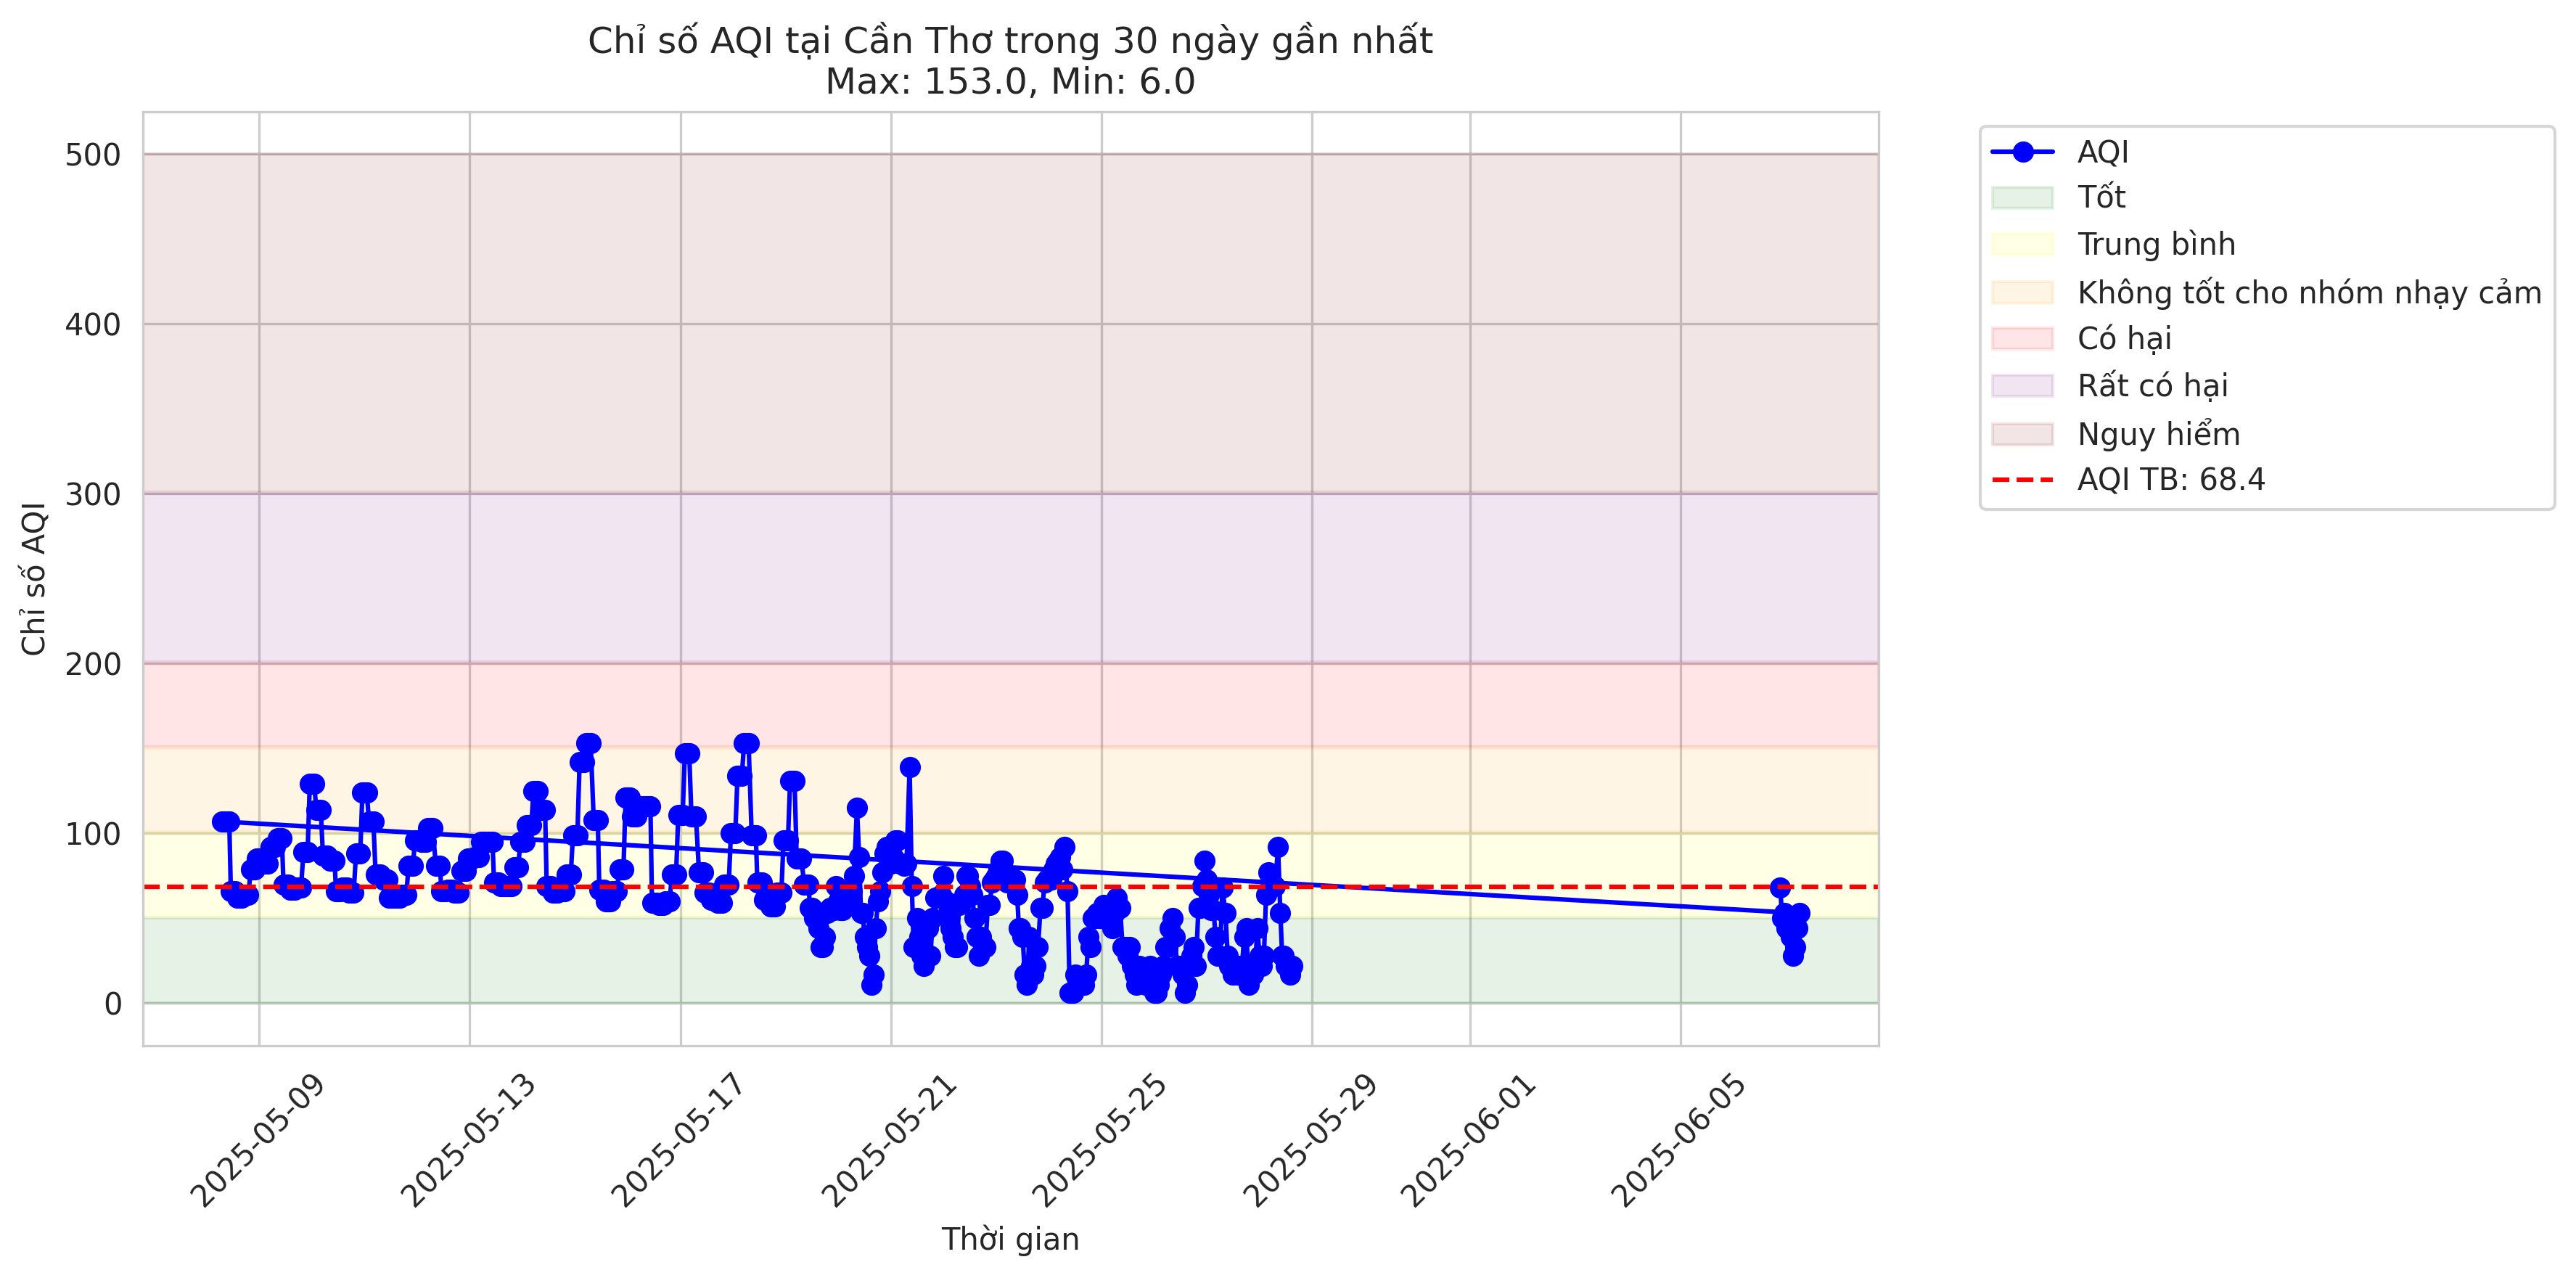 Chỉ số AQI tại Cần Thơ trong 30 ngày gần nhất
Max: 153.0, Min: 6.0
Chỉ số AQI
500
400
300
200
100
0
2025-05-09
2025-05-13
2025-05-17
2025-05-21
2025-05-25
2025-05-29
2025-06-01
2025-06-05
Thời gian
AQI
Tốt
Trung bình
Không tốt cho nhóm nhạy cảm
Có hại
Rất có hại
Nguy hiểm
AQI TB: 68.4